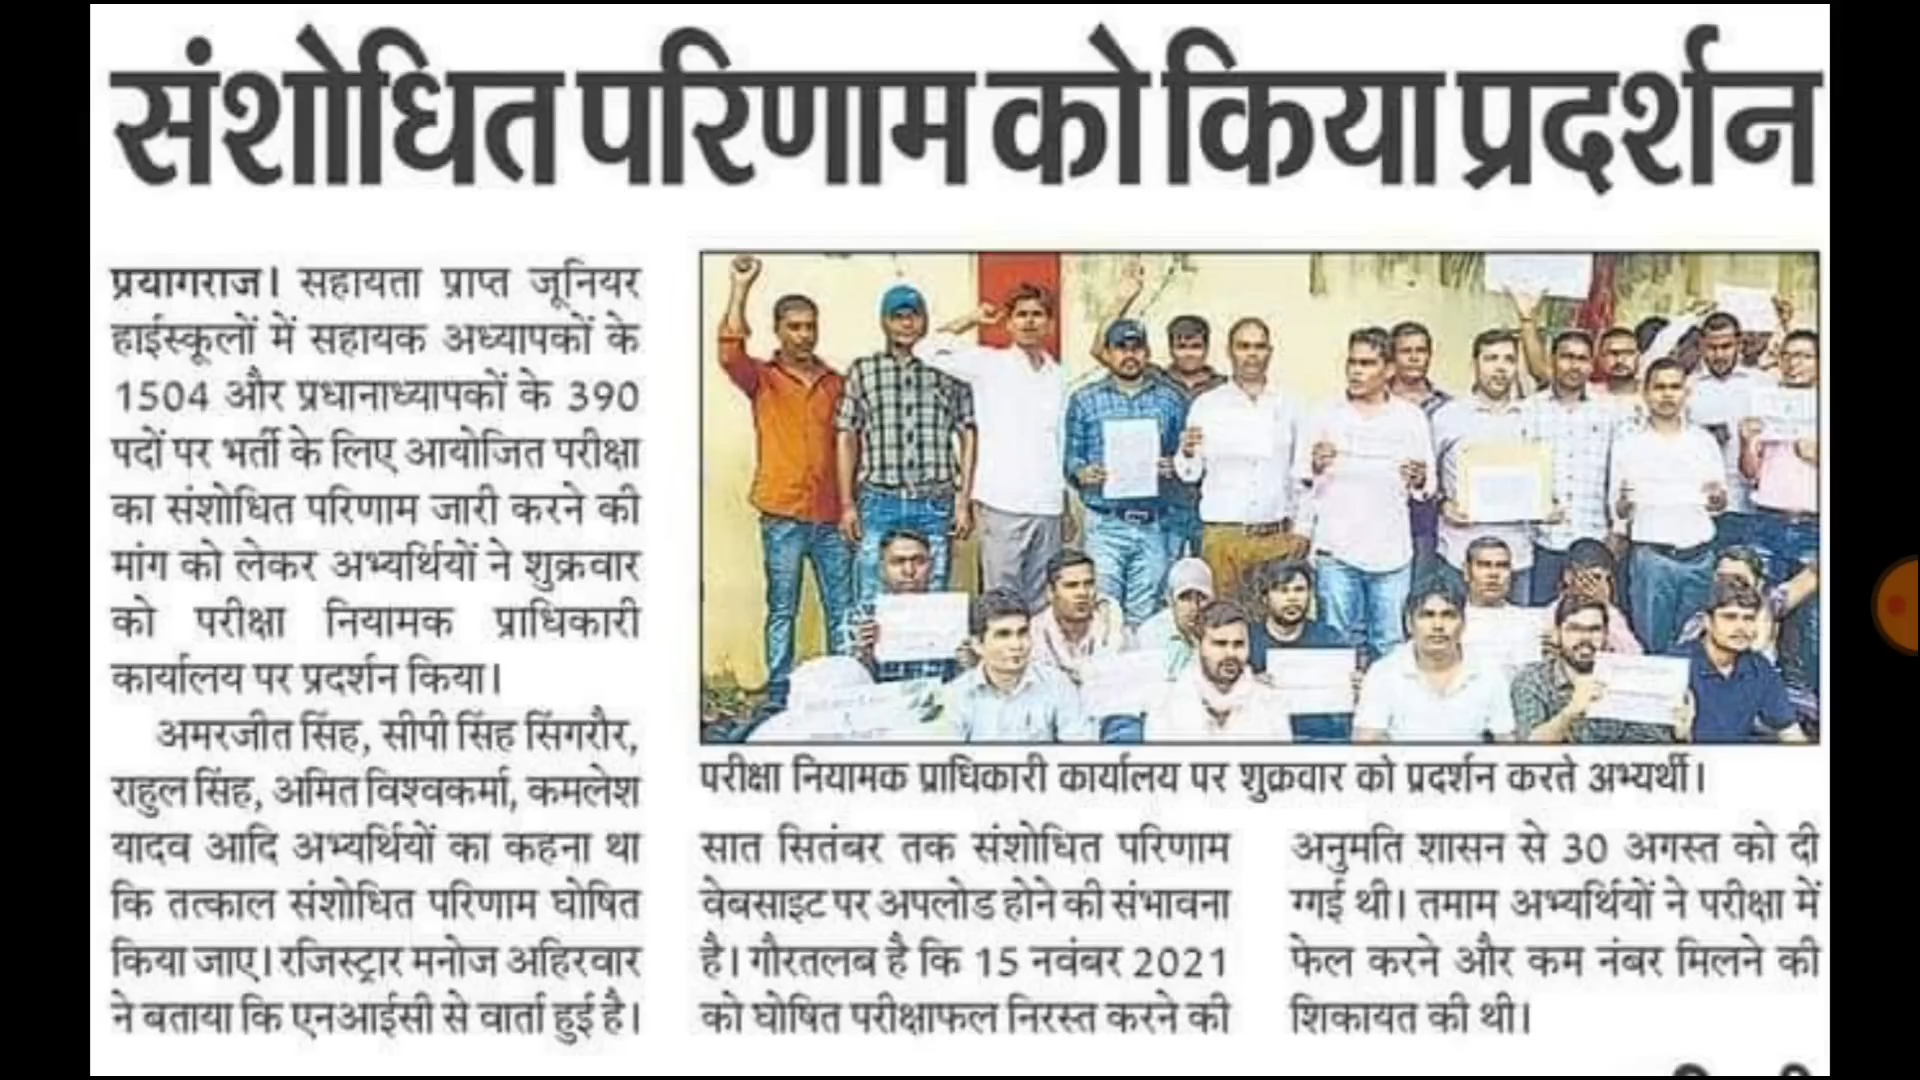 संशोधित परिणाम को किया प्रदर्शन
प्रयागराज। सहायता प्राप्त जूनियर
हाईस्कूलों में सहायक अध्यापकों के
1504 और प्रधानाध्यापकों के 390
पदों पर भर्ती के लिए आयोजित परीक्षा
का संशोधित परिणाम जारी करने की
मांग को लेकर अभ्यर्थियों ने शुक्रवार
को परीक्षा नियामक प्राधिकारी
कार्यालय पर प्रदर्शन किया।
अमरजीत सिंह, सीपी सिंह सिंगरौर,
राहुल सिंह, अमित विश्वकर्मा, कमलेश
यादव आदि अभ्यर्थियों का कहना था
कि तत्काल संशोधित परिणाम घोषित
किया जाए। रजिस्ट्रार मनोज अहिरवार
ने बताया कि एनआईसी से वार्ता हुई है।
परीक्षा नियामक प्राधिकारी कार्यालय पर शुक्रवार को प्रदर्शन करते अभ्यर्थी।
सात सितंबर तक संशोधित परिणाम
वेबसाइट पर अपलोड होने की संभावना
है। गौरतलब है कि 15 नवंबर 2021
को घोषित परीक्षाफल निरस्त करने की
अनुमति शासन से 30 अगस्त को दी
ग्गई थी। तमाम अभ्यर्थियों ने परीक्षा में
फेल करने और कम नंबर मिलने की
शिकायत की थी।